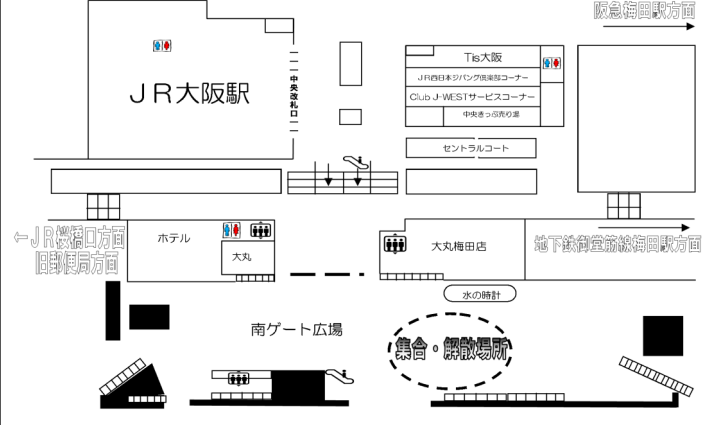 阪急梅田駅方面
Tis大阪
JR西日本ジパング倶楽部コーナー
Club J-WESTサービスコーナー
中央きっぷ売り場
JR大阪駅
中央改札口
セントラルコート
←JR桜橋口方面
旧郵便局方面
ホテル
大丸
大丸梅田店
地下鉄御堂筋線梅田駅方面
水の時計
南ゲート広場
集合・解散場所